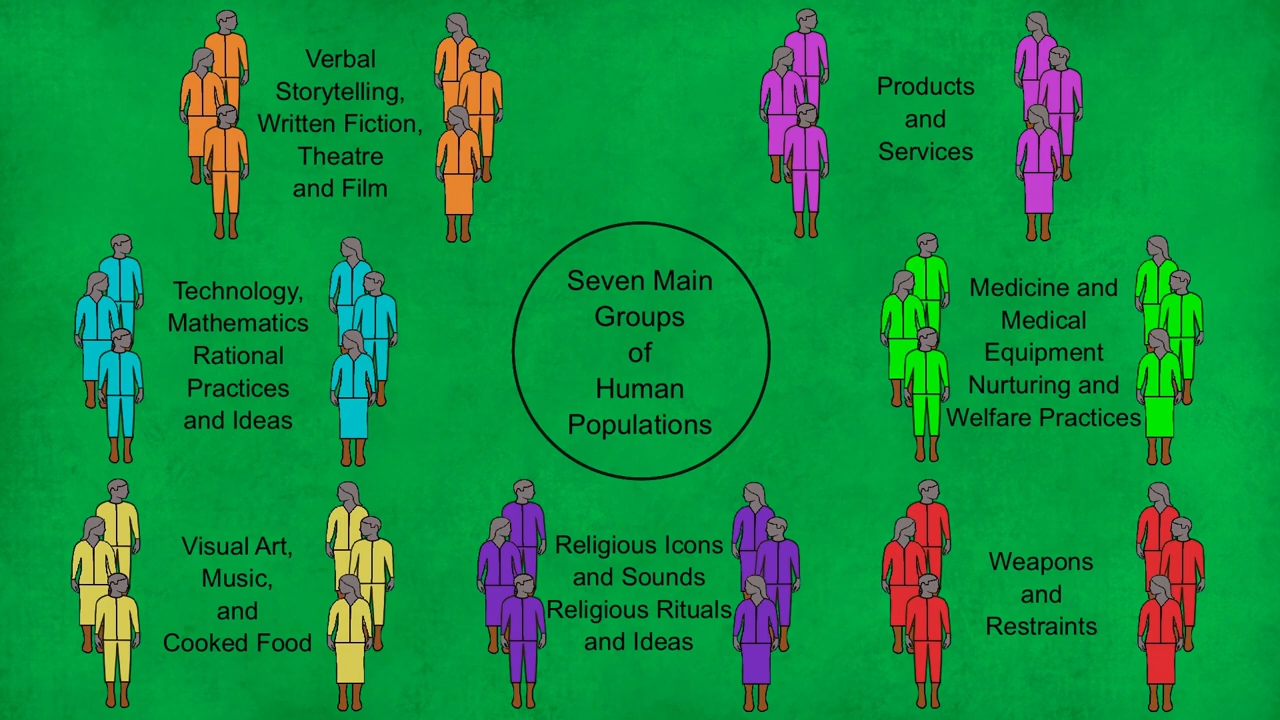 Verbal
Storytelling,
Written Fiction,
Theatre
and Film
Products
and
Services
Technology,
Mathematics
Rational
Practices
and Ideas
Seven Main
Groups
of
Human
Populations
Medicine and
Medical
Equipment
Nurturing and
Welfare Practices
Visual Art,
Music,
and
Cooked Food
Religious Icons
and Sounds
Religious Rituals
and Ideas
Weapons
and
Restraints